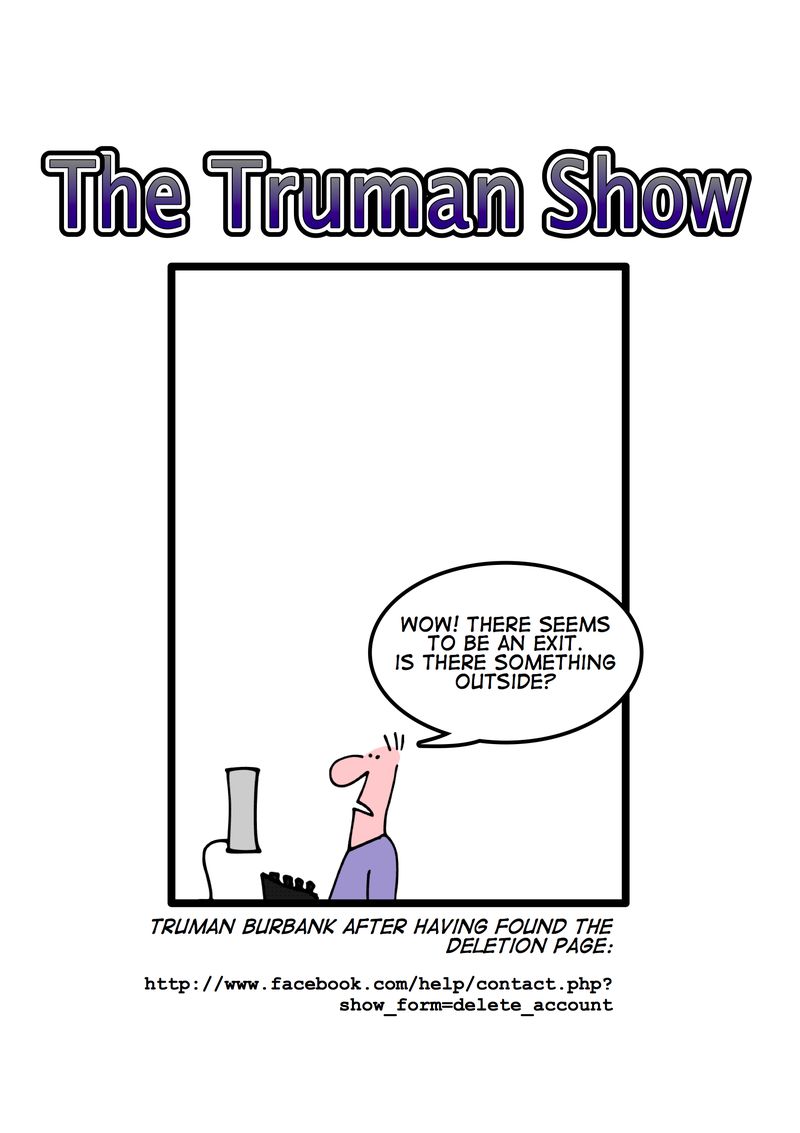 The Truman Show
WOW! THERE SEEMS
TO BE AN EXIT.
IS THERE SOMETHING
OUTSIDE?
TRUMAN BURBANK AFTER HAVING FOUND THE
DELETION PAGE:
http://www.facebook.com/help/contact.php?
show_form=delete_account